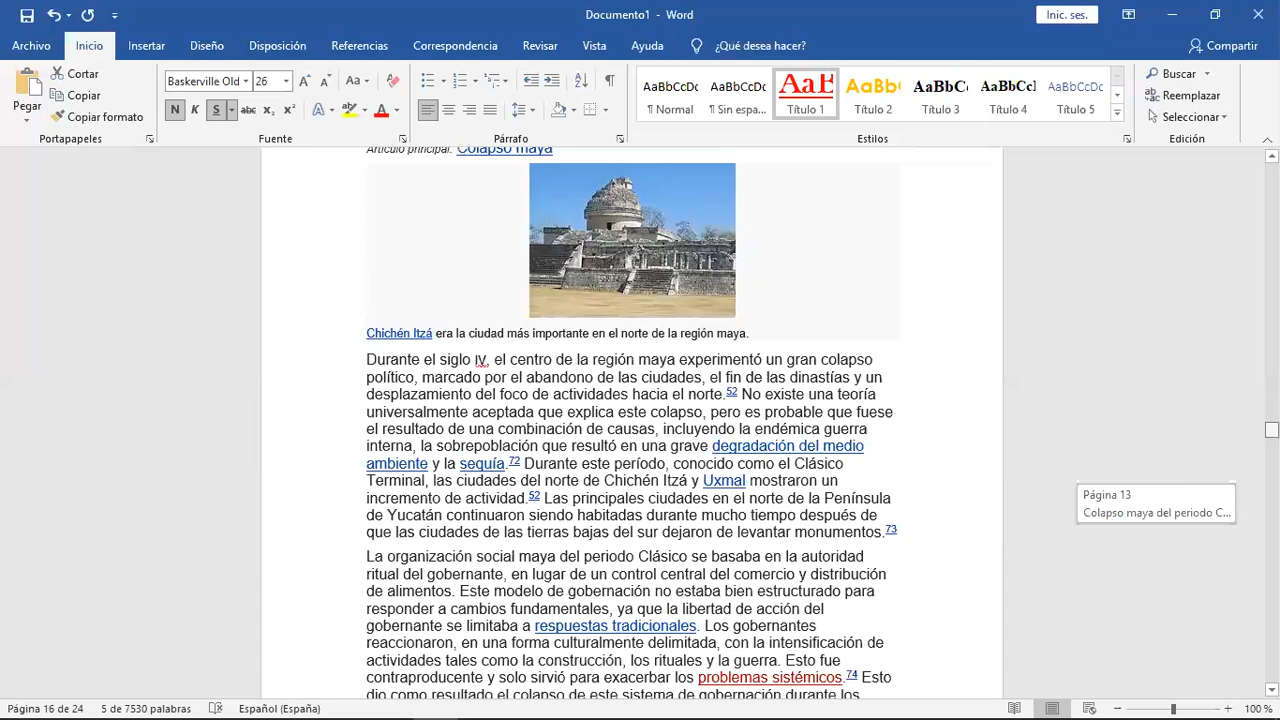 Documento1 - Word
Inic. ses.
Archivo Inicio Insertar Diseño Disposición Referencias Correspondencia Revisar Vista Ayuda ¿Qué desea hacer? Compartir
Pegar
Cortar
Copiar
Copiar formato
Portapapeles
Baskerville Old 26
Aa
N K S abc x₂ x²
A A
Fuente
Párrafo
AaBbCcDc AaBbCcDc AaB AaBb( AaBbCc AaBbCcI AaBbCcDc
¶ Normal ¶ Sin espa... Título 1 Título 2 Título 3 Título 4 Título 5
Estilos
Buscar
Reemplazar
Seleccionar
Edición
Artículo principal: Colapso maya
Chichén Itzá era la ciudad más importante en el norte de la región maya.
Durante el siglo IV, el centro de la región maya experimentó un gran colapso
político, marcado por el abandono de las ciudades, el fin de las dinastías y un
desplazamiento del foco de actividades hacia el norte.52 No existe una teoría
universalmente aceptada que explica este colapso, pero es probable que fuese
el resultado de una combinación de causas, incluyendo la endémica guerra
interna, la sobrepoblación que resultó en una grave degradación del medio
ambiente y la sequía.72 Durante este período, conocido como el Clásico
Terminal, las ciudades del norte de Chichén Itzá y Uxmal mostraron un
incremento de actividad.52 Las principales ciudades en el norte de la Península
de Yucatán continuaron siendo habitadas durante mucho tiempo después de
que las ciudades de las tierras bajas del sur dejaron de levantar monumentos.73
La organización social maya del periodo Clásico se basaba en la autoridad
ritual del gobernante, en lugar de un control central del comercio y distribución
de alimentos. Este modelo de gobernación no estaba bien estructurado para
responder a cambios fundamentales, ya que la libertad de acción del
gobernante se limitaba a respuestas tradicionales. Los gobernantes
reaccionaron, en una forma culturalmente delimitada, con la intensificación de
actividades tales como la construcción, los rituales y la guerra. Esto fue
contraproducente y solo sirvió para exacerbar los problemas sistémicos.74 Esto
dio como resultado el colapso de este sistema de gobernación durante los
Página 13
Colapso maya del periodo C...
Página 16 de 24 5 de 7530 palabras Español (España) 100 %